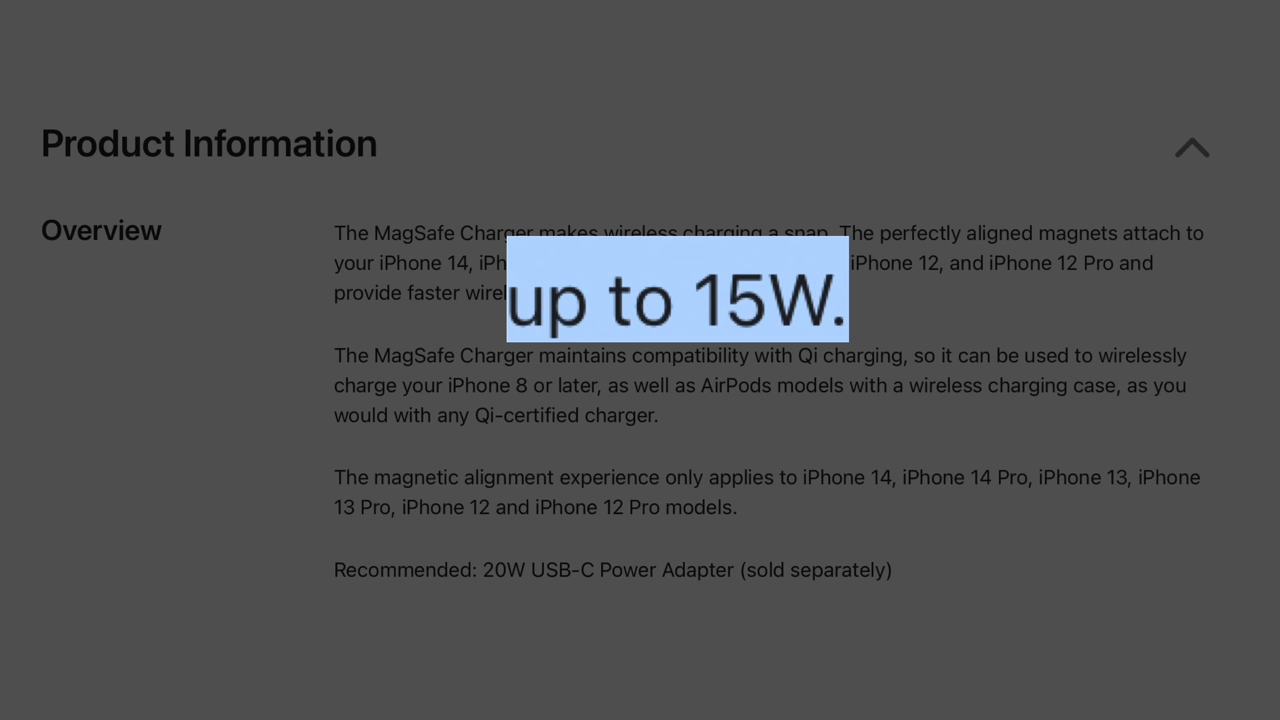 Product Information
Overview
The MagSafe Charger makes wireless charging a snap. The perfectly aligned magnets attach to
your iPhone 14, iPh iPhone 12, and iPhone 12 Pro and
provide faster wirel
up to 15W.
The MagSafe Charger maintains compatibility with Qi charging, so it can be used to wirelessly
charge your iPhone 8 or later, as well as AirPods models with a wireless charging case, as you
would with any Qi-certified charger.
The magnetic alignment experience only applies to iPhone 14, iPhone 14 Pro, iPhone 13, iPhone
13 Pro, iPhone 12 and iPhone 12 Pro models.
Recommended: 20W USB-C Power Adapter (sold separately)